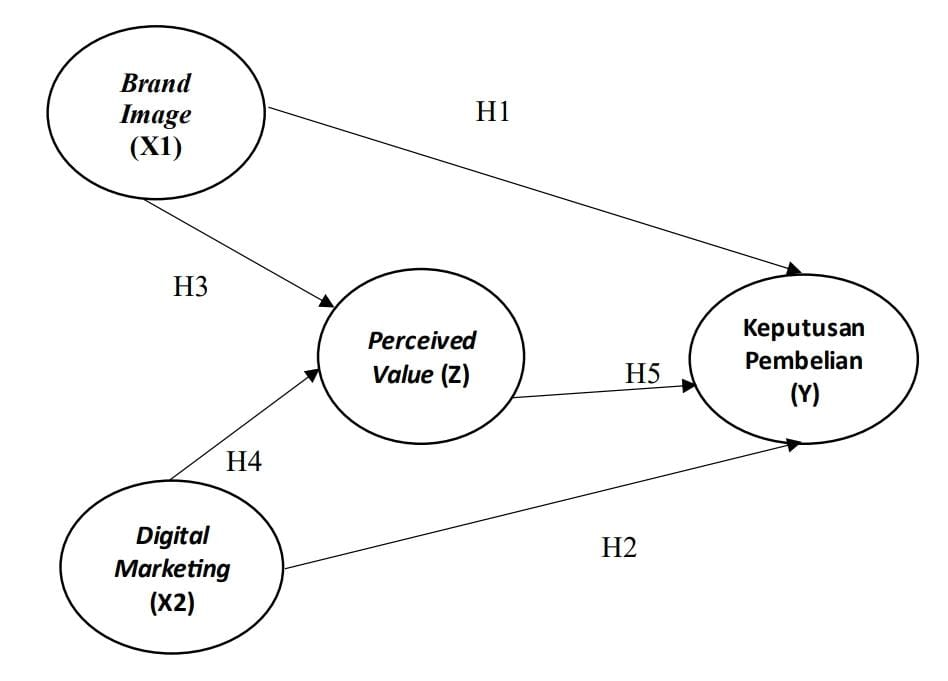 Brand
Image
(X1)
H1
H3
Perceived
Value (Z)
Keputusan
Pembelian
(Y)
H5
H4
Digital
Marketing
(X2)
H2